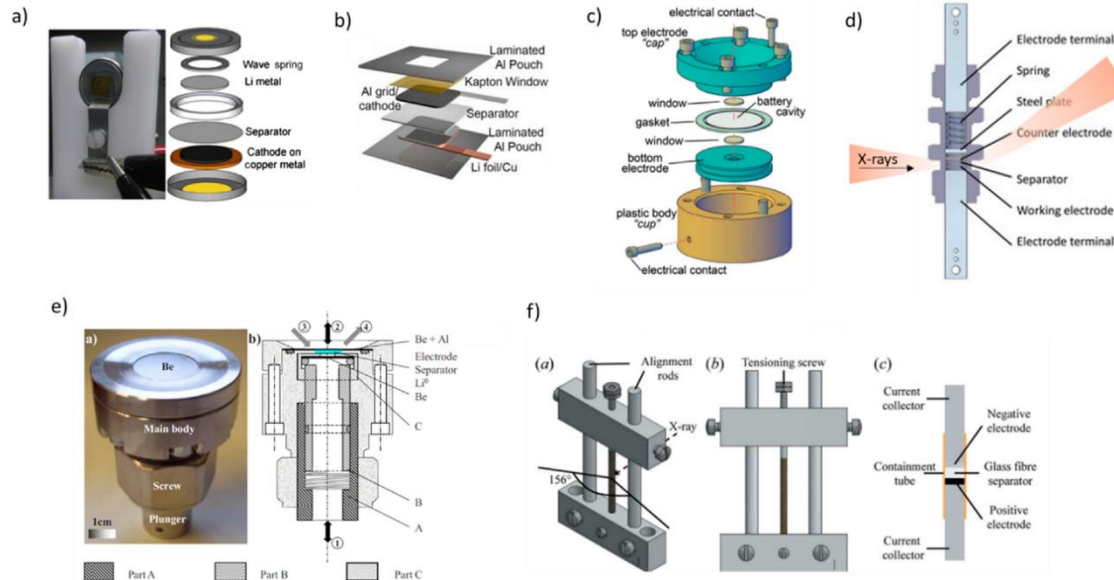 a)
Wave spring
Li metal
Separator
Cathode on
copper metal
b)
Laminated
Al Pouch
Kapton Window
Al grid/
cathode
Separator
Laminated
Al Pouch
Li foil/Cu
c)
electrical contact
top electrode
"cap"
window
battery
cavity
gasket
window
bottom
electrode
plastic body
"cup"
electrical contact
d)
Electrode terminal
Spring
Steel plate
Counter electrode
X-rays
Separator
Working electrode
Electrode terminal
e)
a)
Be
Main body
Screw
Plunger
1cm
b)
3
2
4
Be + Al
Electrode
Separator
Li⁰
Be
C
B
A
1
Part A
Part B
Part C
f)
(a)
Alignment
rods
X-ray
156°
(b)
Tensioning screw
(c)
Current
collector
Negative
electrode
Containment
tube
Glass fibre
separator
Positive
electrode
Current
collector